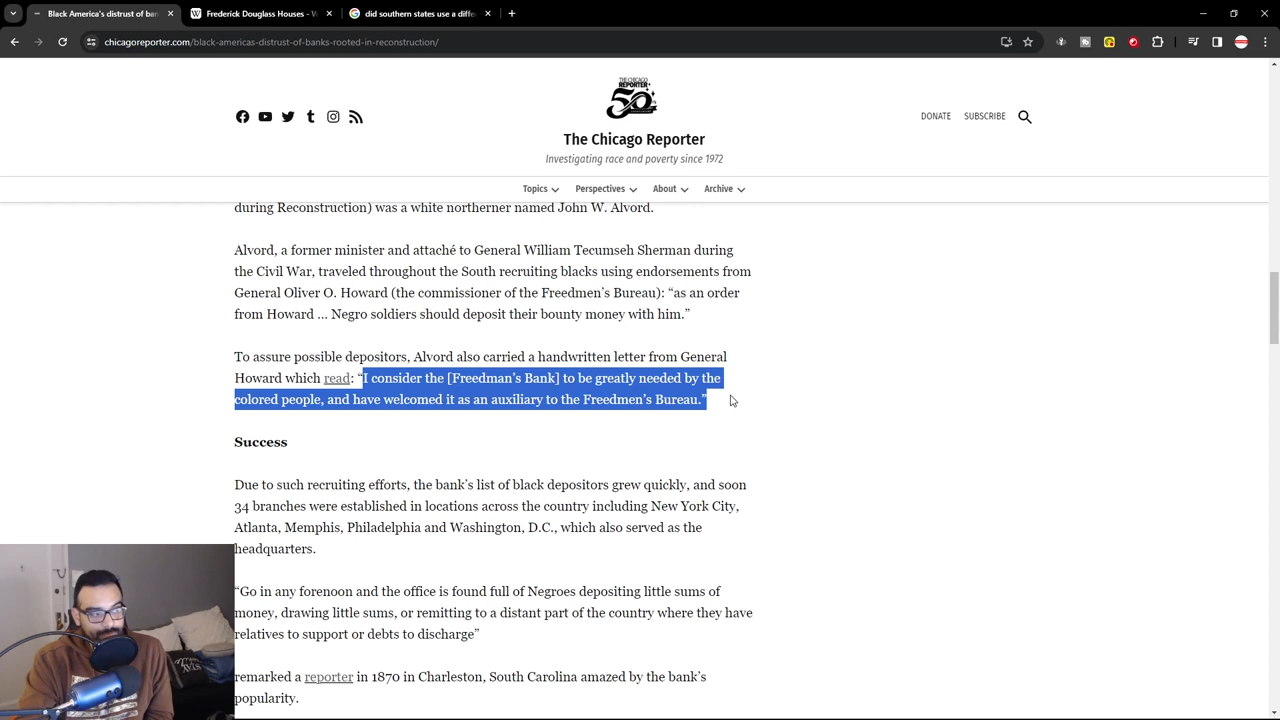 Black America's distrust of ban
Frederick Douglass Houses - W
did southern states use a diffe
chicagoreporter.com/black-americas-distrust-of-banks-rooted-in-reconstruction/
THE CHICAGO
REPORTER
50
DONATE
SUBSCRIBE
The Chicago Reporter
Investigating race and poverty since 1972
Topics
Perspectives
About
Archive
during Reconstruction) was a white northerner named John W. Alvord.
Alvord, a former minister and attaché to General William Tecumseh Sherman during
the Civil War, traveled throughout the South recruiting blacks using endorsements from
General Oliver O. Howard (the commissioner of the Freedmen's Bureau): “as an order
from Howard … Negro soldiers should deposit their bounty money with him.”
To assure possible depositors, Alvord also carried a handwritten letter from General
Howard which read: “I consider the [Freedman's Bank] to be greatly needed by the
colored people, and have welcomed it as an auxiliary to the Freedmen's Bureau.”
Success
Due to such recruiting efforts, the bank's list of black depositors grew quickly, and soon
34 branches were established in locations across the country including New York City,
Atlanta, Memphis, Philadelphia and Washington, D.C., which also served as the
headquarters.
“Go in any forenoon and the office is found full of Negroes depositing little sums of
money, drawing little sums, or remitting to a distant part of the country where they have
relatives to support or debts to discharge”
remarked a reporter in 1870 in Charleston, South Carolina amazed by the bank's
popularity.